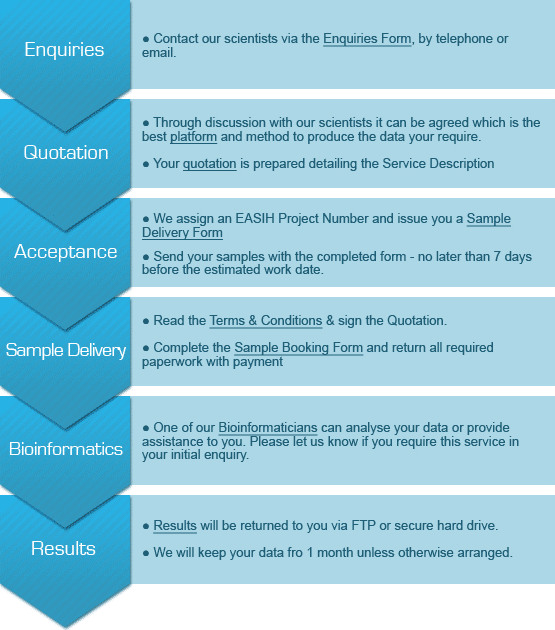 Enquiries
● Contact our scientists via the Enquiries Form, by telephone or
email.
Quotation
● Through discussion with our scientists it can be agreed which is the
best platform and method to produce the data your require.
● Your quotation is prepared detailing the Service Description
Acceptance
● We assign an EASIH Project Number and issue you a Sample
Delivery Form
● Send your samples with the completed form - no later than 7 days
before the estimated work date.
Sample Delivery
● Read the Terms & Conditions & sign the Quotation.
● Complete the Sample Booking Form and return all required
paperwork with payment
Bioinformatics
● One of our Bioinformaticians can analyse your data or provide
assistance to you. Please let us know if you require this service in
your initial enquiry.
Results
● Results will be returned to you via FTP or secure hard drive.
● We will keep your data fro 1 month unless otherwise arranged.